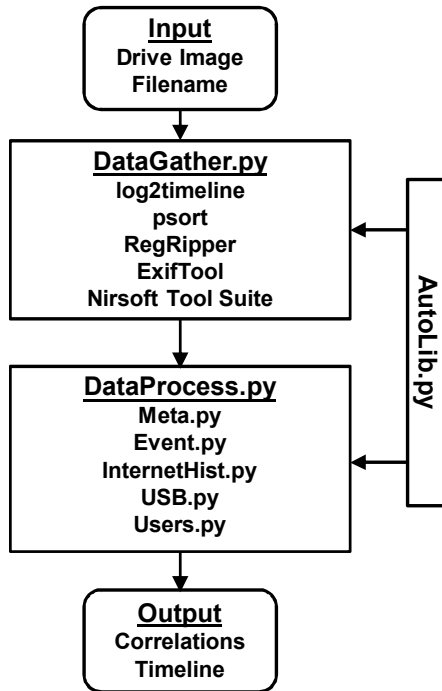 Input
Drive Image
Filename
DataGather.py
log2timeline
psort
RegRipper
ExifTool
Nirsoft Tool Suite
AutoLib.py
DataProcess.py
Meta.py
Event.py
InternetHist.py
USB.py
Users.py
Output
Correlations
Timeline